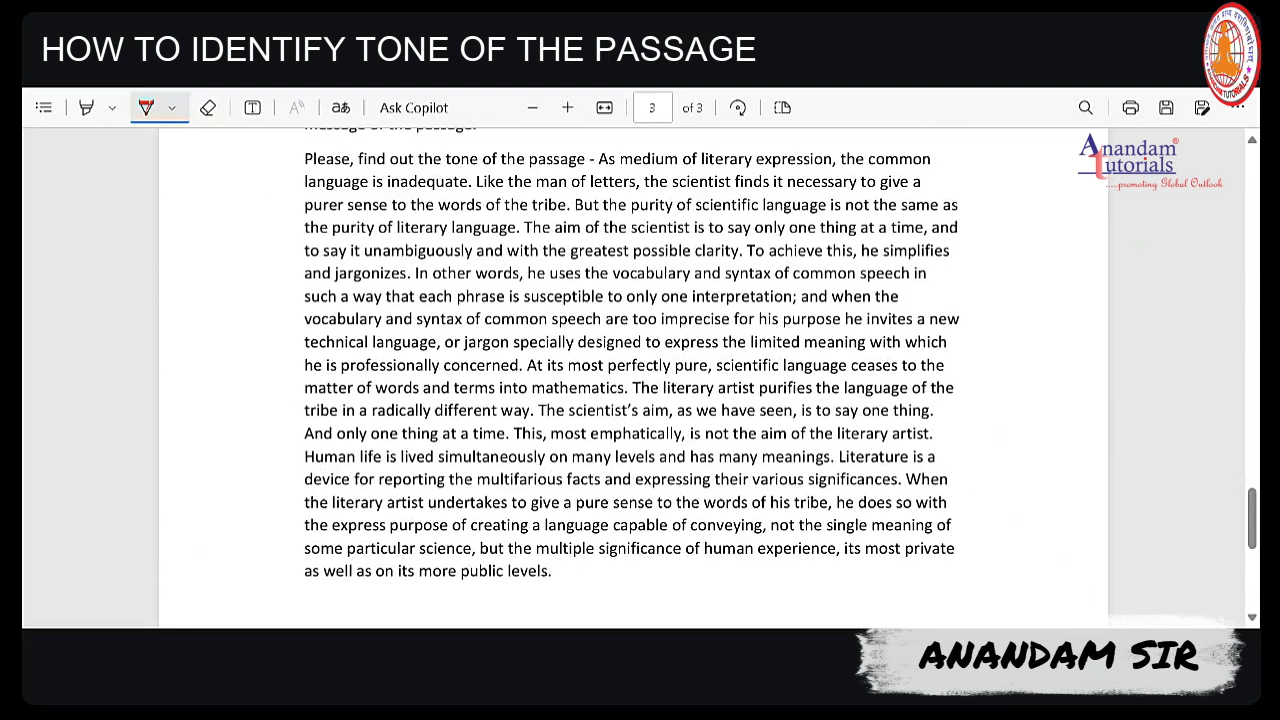 HOW TO IDENTIFY TONE OF THE PASSAGE
Ask Copilot
3
of 3
message of the passage.
Please, find out the tone of the passage - As medium of literary expression, the common
language is inadequate. Like the man of letters, the scientist finds it necessary to give a
purer sense to the words of the tribe. But the purity of scientific language is not the same as
the purity of literary language. The aim of the scientist is to say only one thing at a time, and
to say it unambiguously and with the greatest possible clarity. To achieve this, he simplifies
and jargonizes. In other words, he uses the vocabulary and syntax of common speech in
such a way that each phrase is susceptible to only one interpretation; and when the
vocabulary and syntax of common speech are too imprecise for his purpose he invites a new
technical language, or jargon specially designed to express the limited meaning with which
he is professionally concerned. At its most perfectly pure, scientific language ceases to the
matter of words and terms into mathematics. The literary artist purifies the language of the
tribe in a radically different way. The scientist's aim, as we have seen, is to say one thing.
And only one thing at a time. This, most emphatically, is not the aim of the literary artist.
Human life is lived simultaneously on many levels and has many meanings. Literature is a
device for reporting the multifarious facts and expressing their various significances. When
the literary artist undertakes to give a pure sense to the words of his tribe, he does so with
the express purpose of creating a language capable of conveying, not the single meaning of
some particular science, but the multiple significance of human experience, its most private
as well as on its more public levels.
Anandam
tutorials
.....promoting Global Outlook
ANANDAM SIR